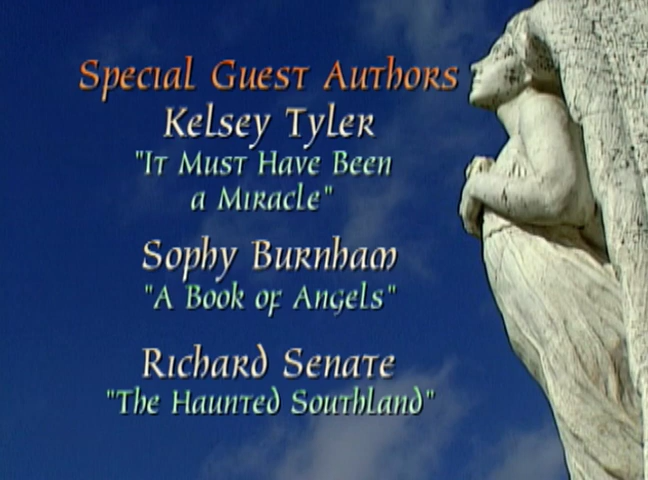 Special Guest Authors
Kelsey Tyler
"It Must Have Been
a Miracle"
Sophy Burnham
"A Book of Angels"
Richard Senate
"The Haunted Southland"